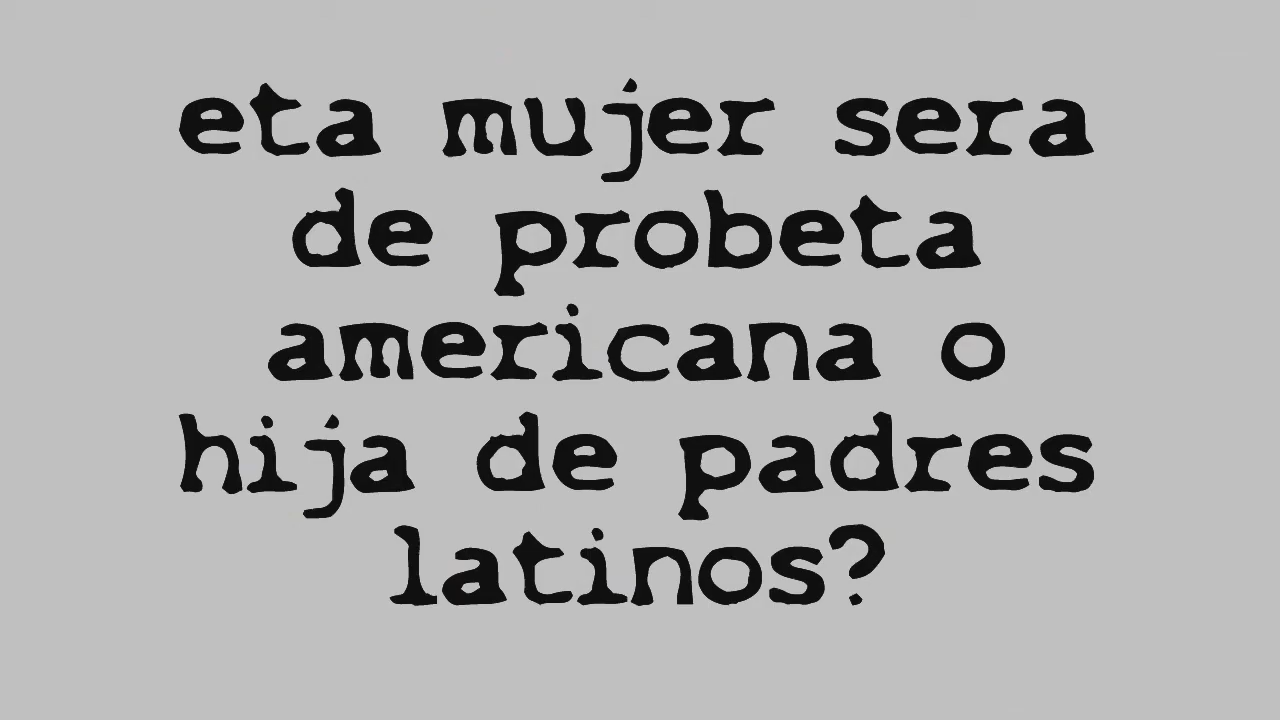 eta mujer sera
de probeta
americana o
hija de padres
latinos?